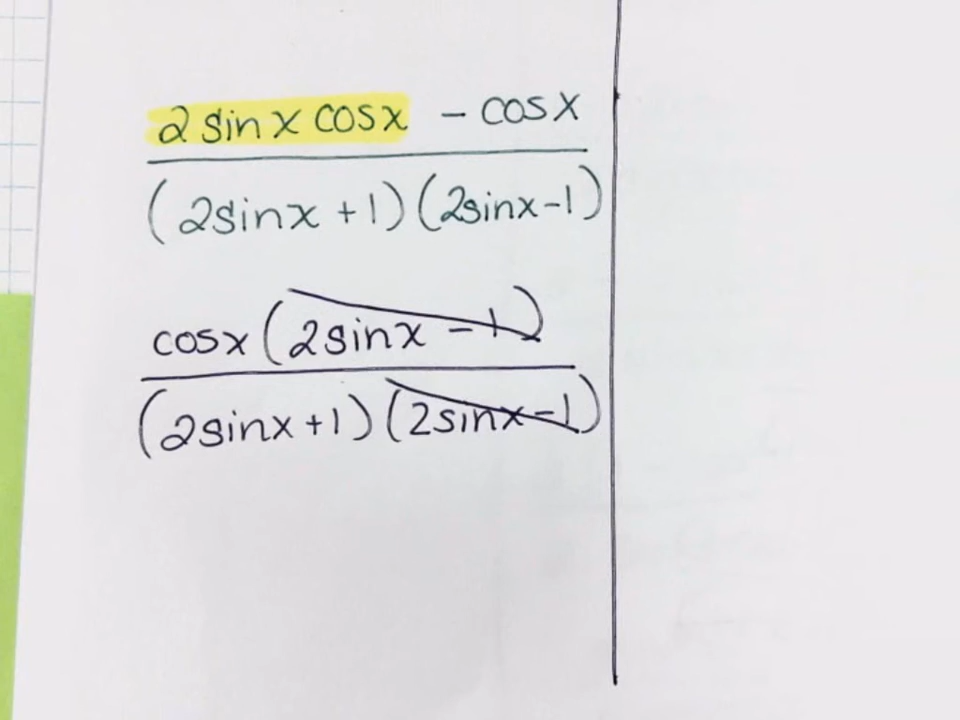 2 sin x cos x - cos x
(2sinx + 1) (2sinx - 1)
cos x (2sinx - 1)
(2sinx + 1) (2sinx - 1)